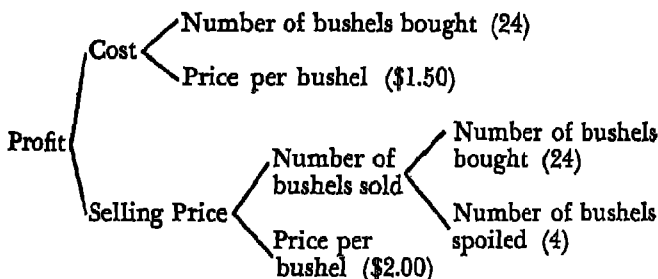 Number of bushels bought (24)
Cost
Price per bushel ($1.50)
Profit
Number of bushels
bought (24)
Number of
bushels sold
Selling Price
Number of bushels
spoiled (4)
Price per
bushel ($2.00)